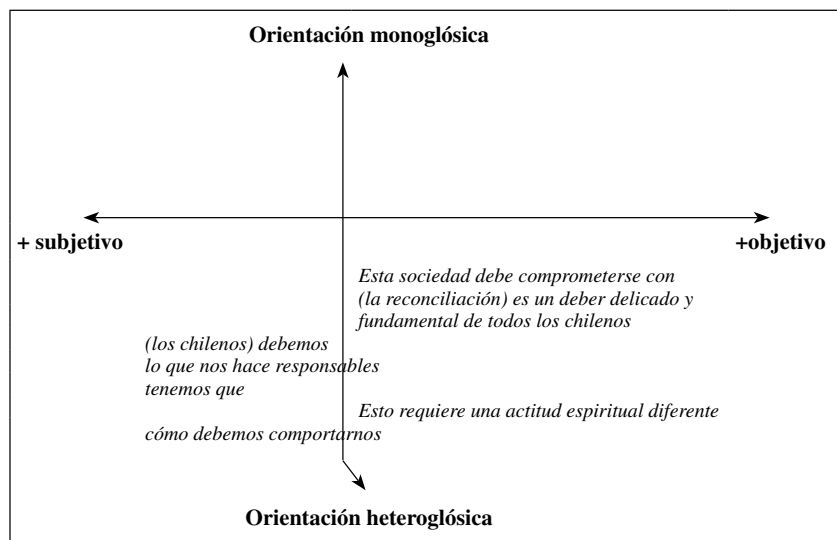 Orientación monoglósica
+ subjetivo
+objetivo
Esta sociedad debe comprometerse con
(la reconciliación) es un deber delicado y
fundamental de todos los chilenos
(los chilenos) debemos
lo que nos hace responsables
tenemos que
Esto requiere una actitud espiritual diferente
cómo debemos comportarnos
Orientación heteroglósica